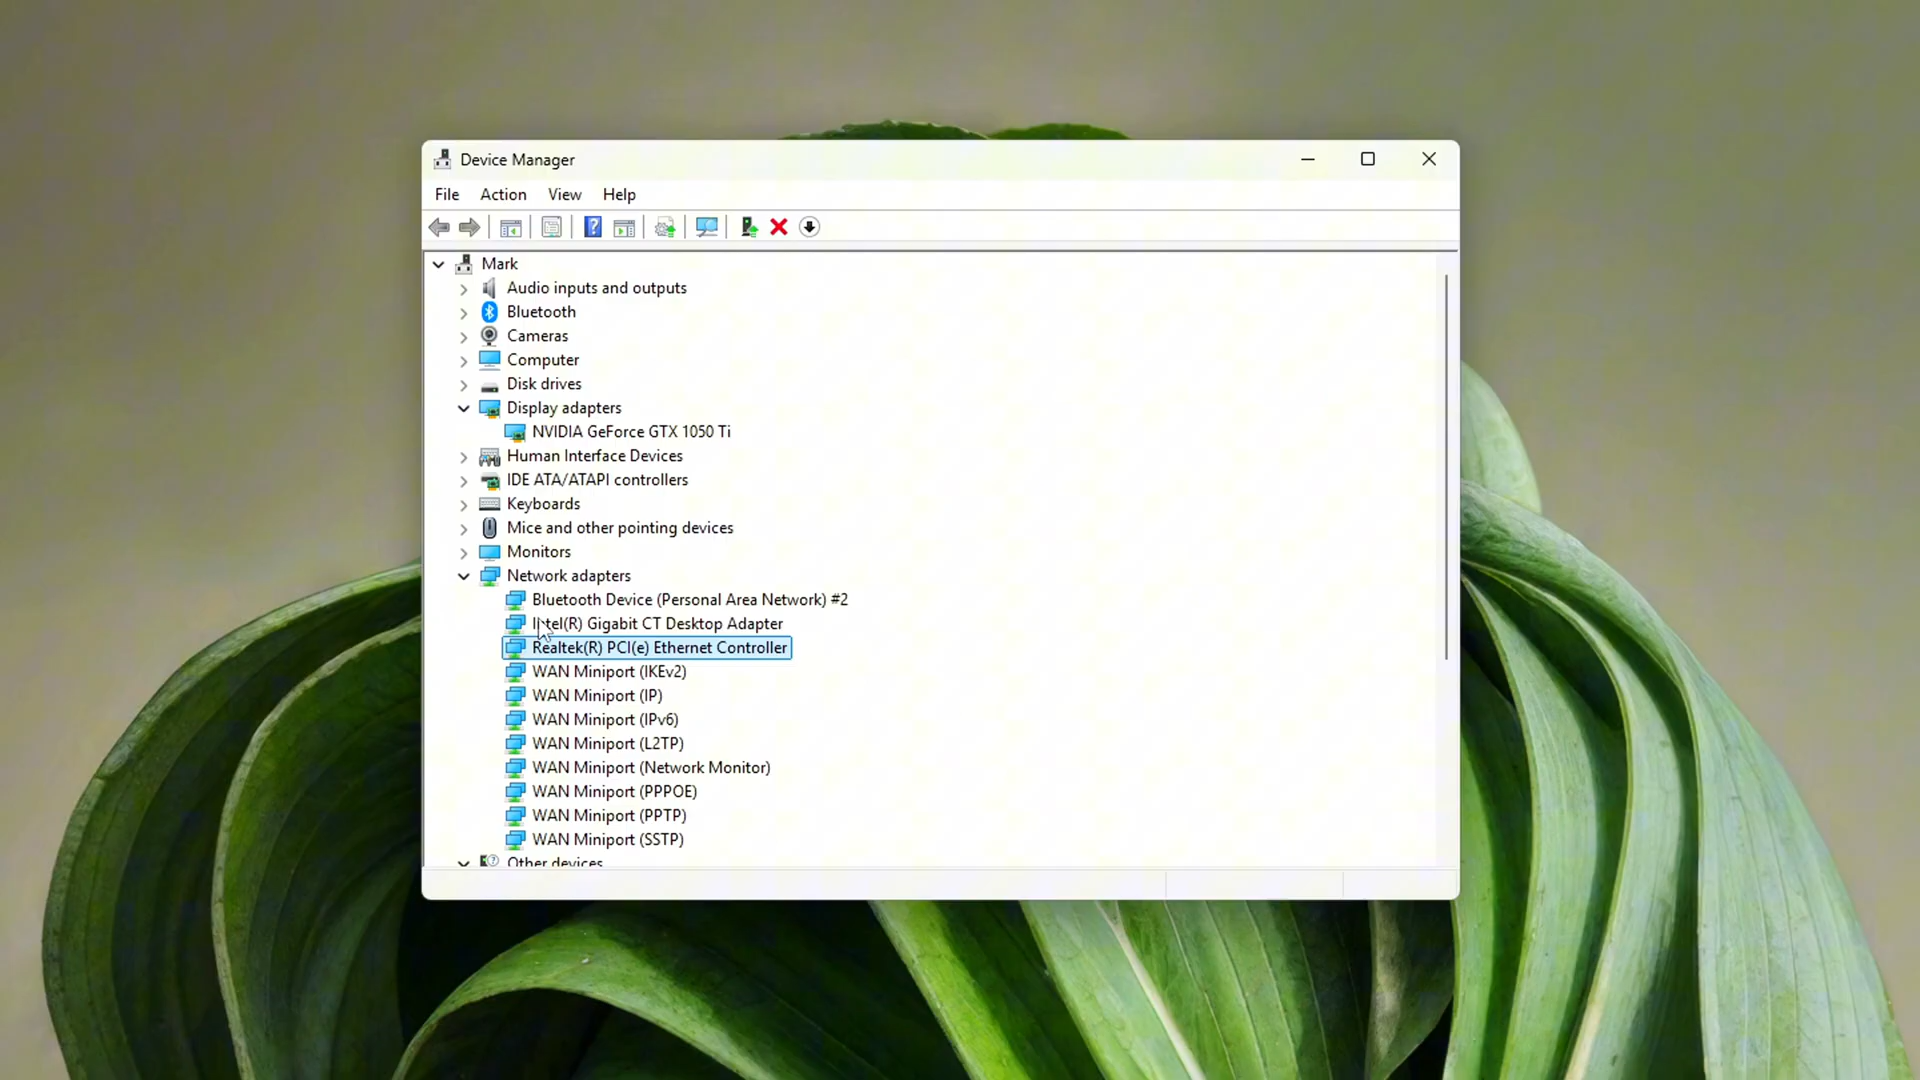 Device Manager
File Action View Help
Mark
Audio inputs and outputs
Bluetooth
Cameras
Computer
Disk drives
Display adapters
NVIDIA GeForce GTX 1050 Ti
Human Interface Devices
IDE ATA/ATAPI controllers
Keyboards
Mice and other pointing devices
Monitors
Network adapters
Bluetooth Device (Personal Area Network) #2
Intel(R) Gigabit CT Desktop Adapter
Realtek(R) PCI(e) Ethernet Controller
WAN Miniport (IKEv2)
WAN Miniport (IP)
WAN Miniport (IPv6)
WAN Miniport (L2TP)
WAN Miniport (Network Monitor)
WAN Miniport (PPPOE)
WAN Miniport (PPTP)
WAN Miniport (SSTP)
Other devices